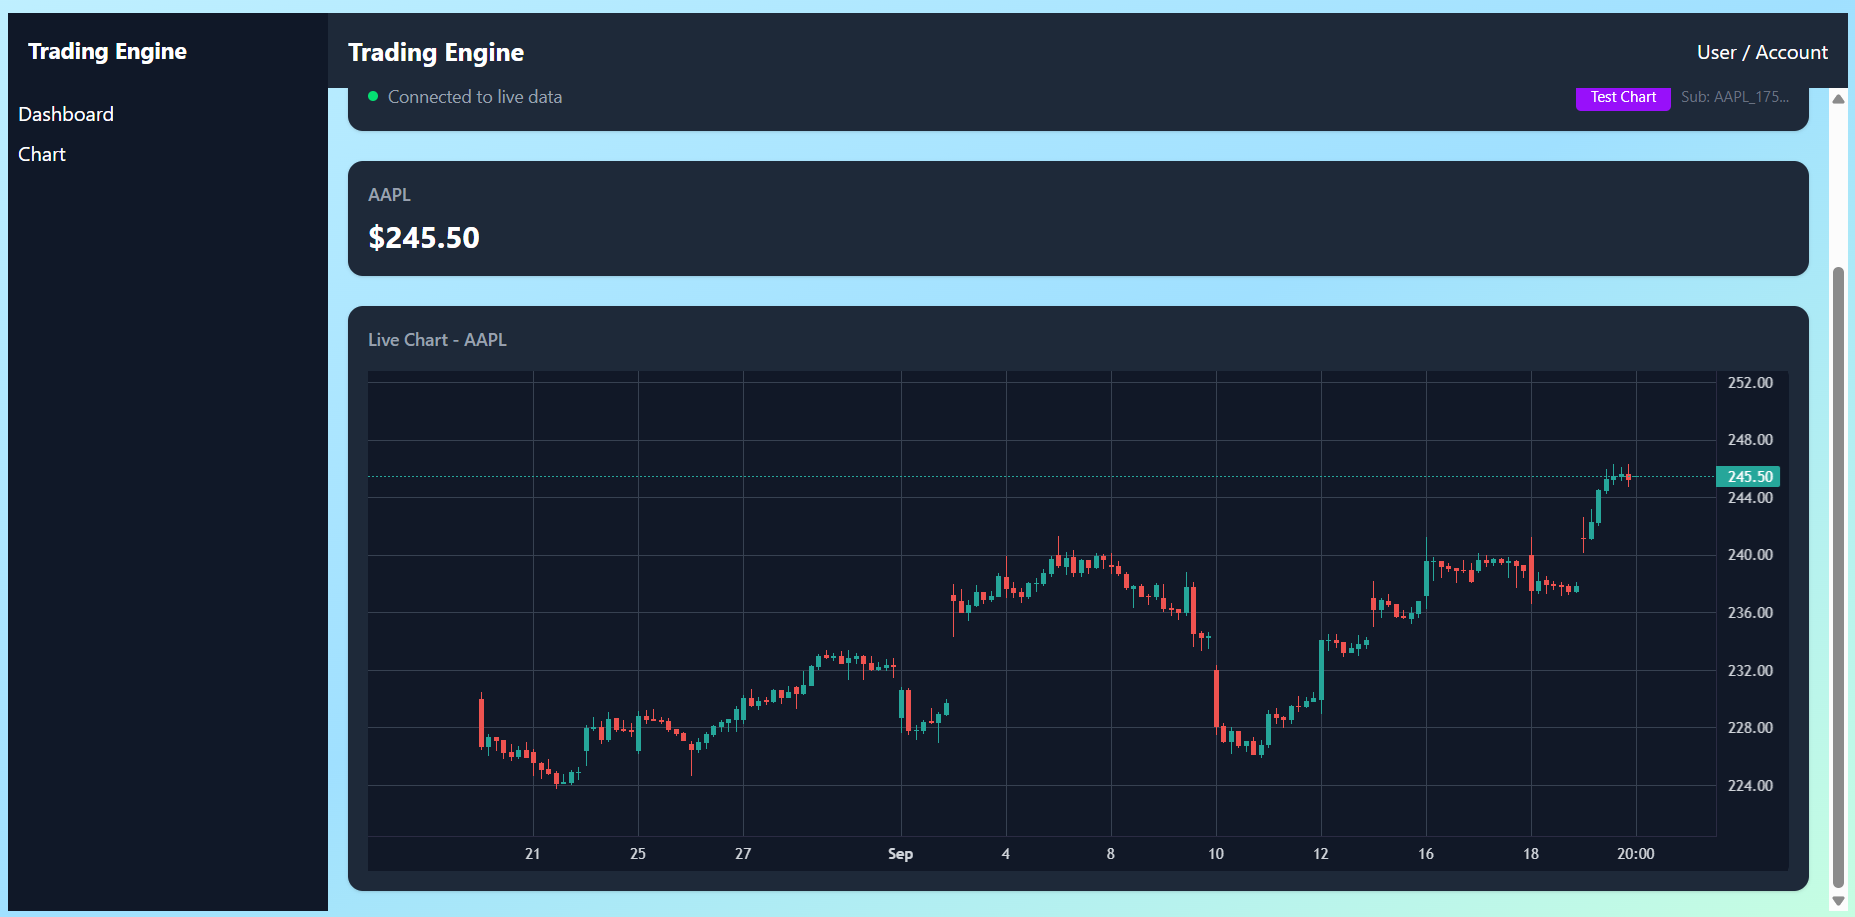 Trading Engine
Dashboard
Chart
Trading Engine
User / Account
Connected to live data
Test Chart
Sub: AAPL_175...
AAPL
$245.50
Live Chart - AAPL
252.00
248.00
245.50
244.00
240.00
236.00
232.00
228.00
224.00
21 25 27 Sep 4 8 10 12 16 18 20:00